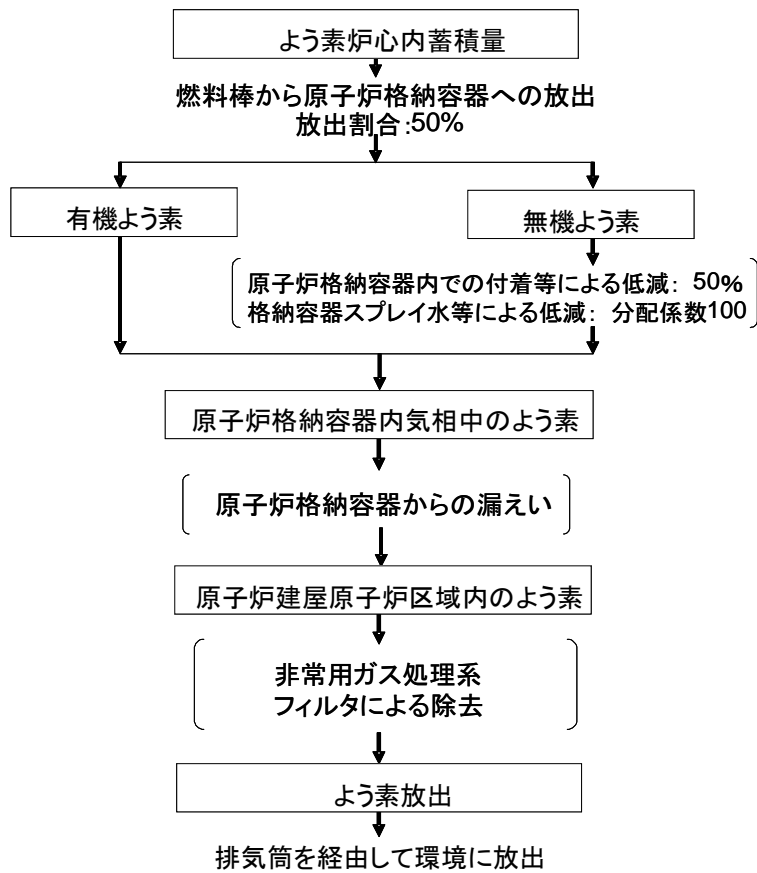 よう素炉心内蓄積量
燃料棒から原子炉格納容器への放出
放出割合:50%
有機よう素
無機よう素
原子炉格納容器内での付着等による低減: 50%
格納容器スプレイ水等による低減: 分配係数100
原子炉格納容器内気相中のよう素
原子炉格納容器からの漏えい
原子炉建屋原子炉区域内のよう素
非常用ガス処理系
フィルタによる除去
よう素放出
排気筒を経由して環境に放出